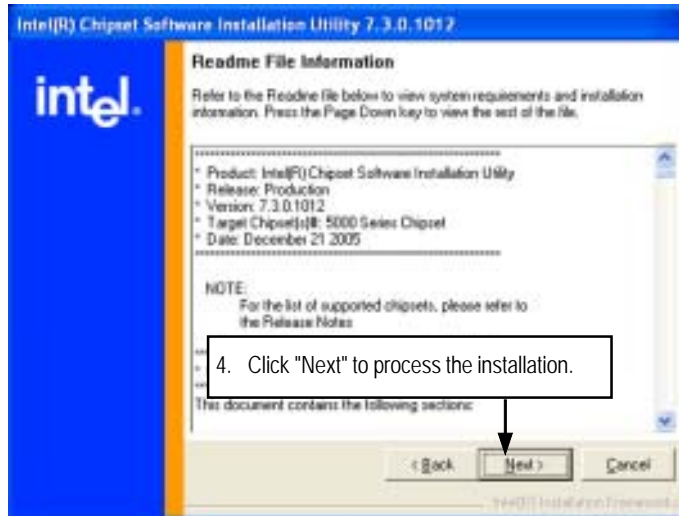 Intel(R) Chipset Software Installation Utility 7.3.0.1012
intel.
Readme File Information
Refer to the Readme file below to view system requirements and installation
information. Press the Page Down key to view the rest of the file.
****************************************************
* Product: Intel(R) Chipset Software Installation Utility
* Release: Production
* Version: 7.3.0.1012
* Target Chipset(s)#: 5000 Series Chipset
* Date: December 21 2005
****************************************************
NOTE:
For the list of supported chipsets, please refer to
the Release Notes
4. Click "Next" to process the installation.
This document contains the following sections:
< Back
Next >
Cancel
Intel(R) Installation Framework